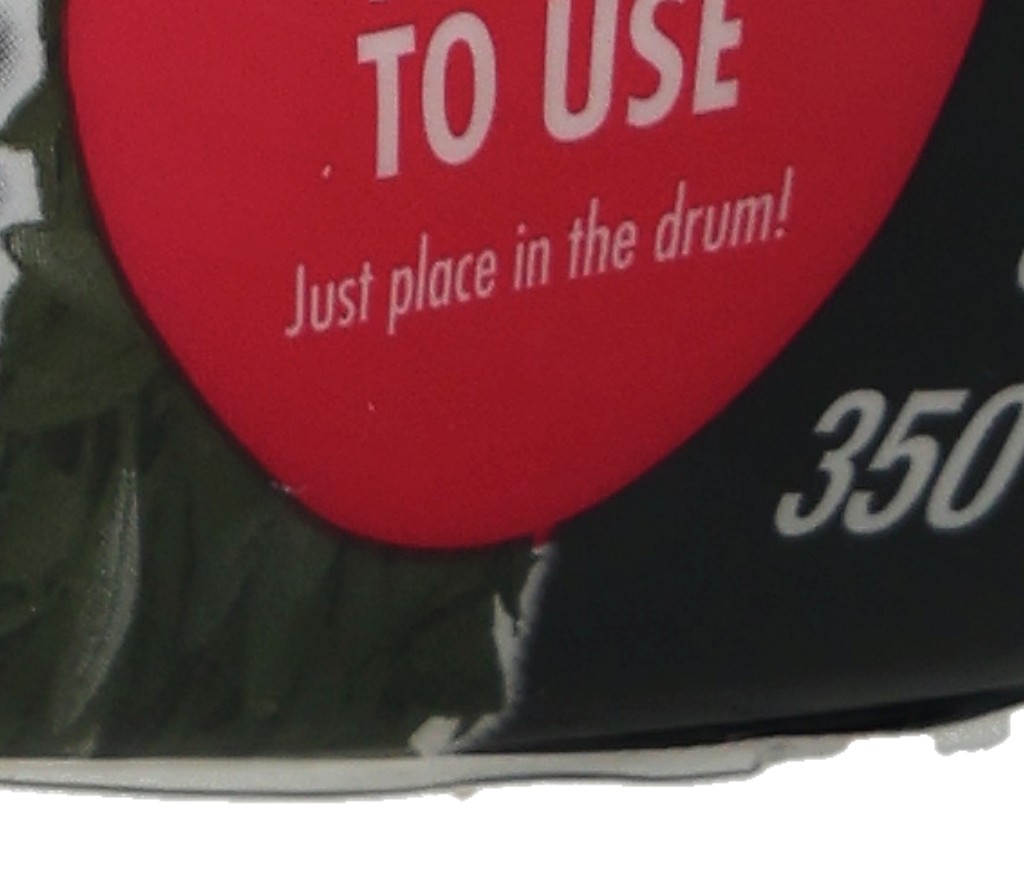 TO USE
Just place in the drum!
350